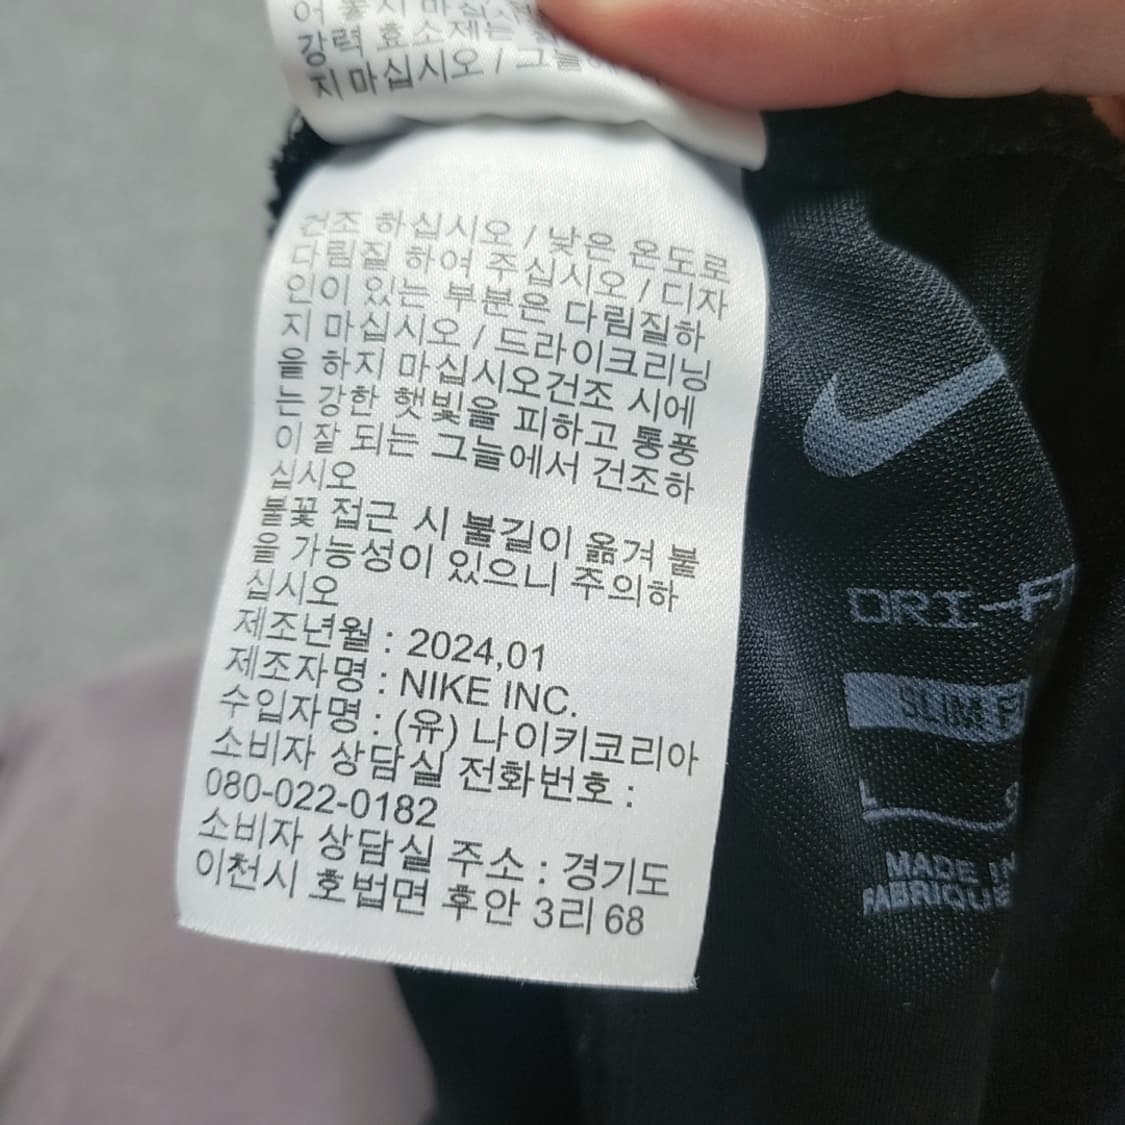 강력 효소제는
지 마십시오 / 그늘에
건조 하십시오 / 낮은 온도로
다림질 하여 주십시오 / 디자
인이 있는 부분은 다림질하
지 마십시오 / 드라이크리닝
을 하지 마십시오건조 시에
는 강한 햇빛을 피하고 통풍
이 잘 되는 그늘에서 건조하
십시오
불꽃 접근 시 불길이 옮겨 붙
을 가능성이 있으니 주의하
십시오
제조년월 : 2024,01
제조자명 : NIKE INC.
수입자명 : (유) 나이키코리아
소비자 상담실 전화번호 :
080-022-0182
소비자 상담실 주소 : 경기도
이천시 호법면 후안 3리 68
DRI-FI
SLIM F
L
MADE IN
FABRIQUE